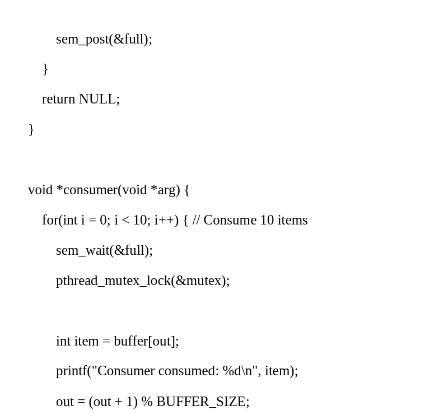 sem_post(&full);
}
return NULL;
}
void *consumer(void *arg) {
for(int i = 0; i < 10; i++) { // Consume 10 items
sem_wait(&full);
pthread_mutex_lock(&mutex);
int item = buffer[out];
printf("Consumer consumed: %d\n", item);
out = (out + 1) % BUFFER_SIZE;